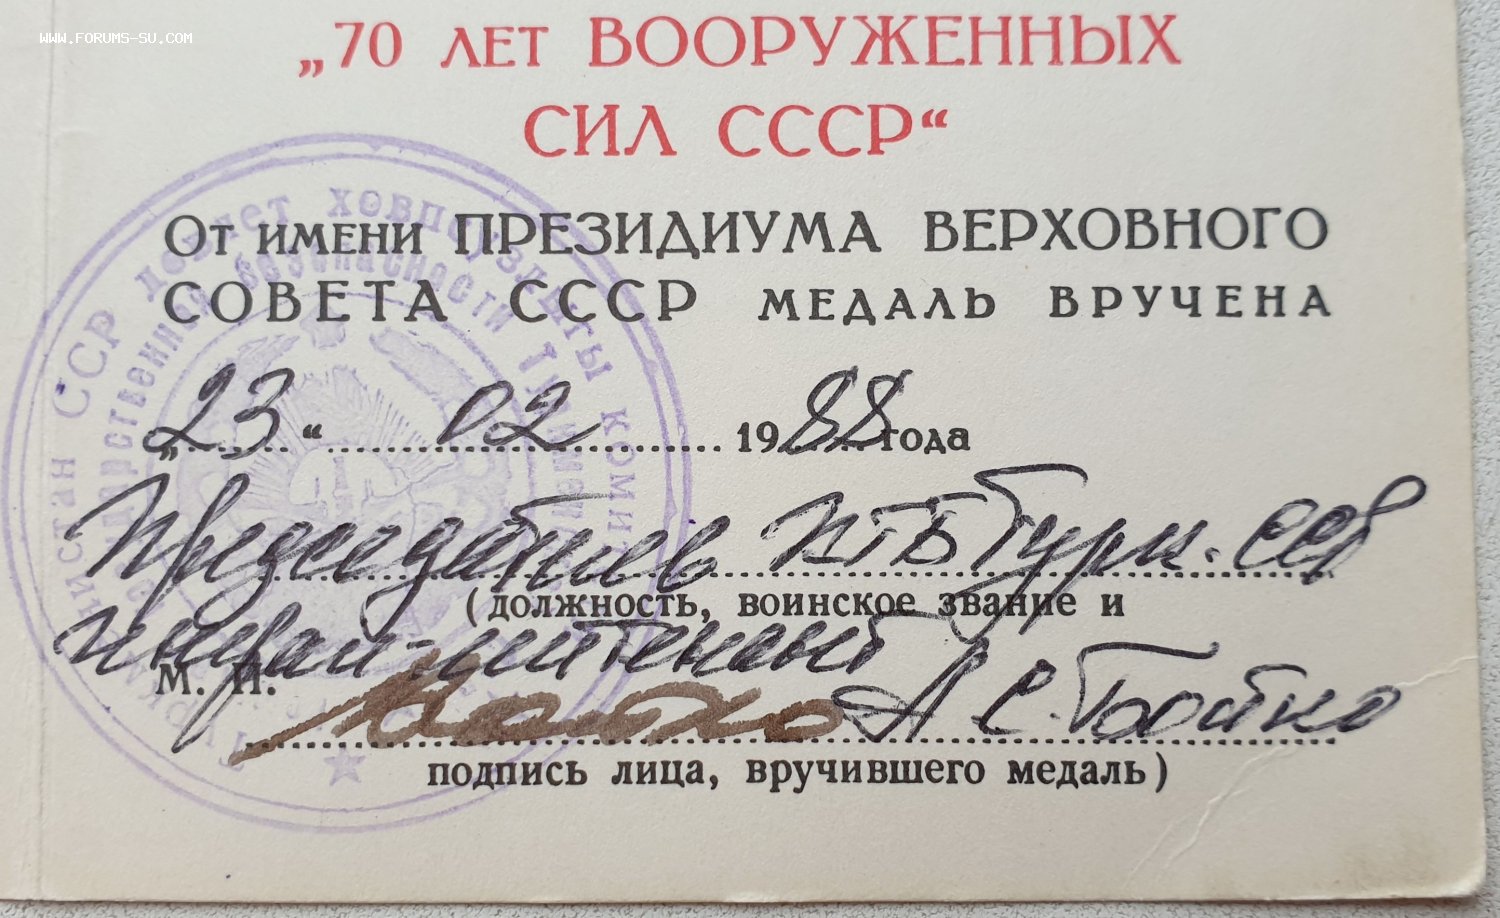 WWW.FORUMS-SU.COM
„70 ЛЕТ ВООРУЖЕННЫХ
СИЛ СССР“
От имени ПРЕЗИДИУМА ВЕРХОВНОГО
СОВЕТА СССР МЕДАЛЬ ВРУЧЕНА
„23“ 02 1988 года
Председатель КГБ Туркм. ССР
(должность, воинское звание и
генерал-лейтенант
М. П.
А С. Бойко
подпись лица, вручившего медаль)